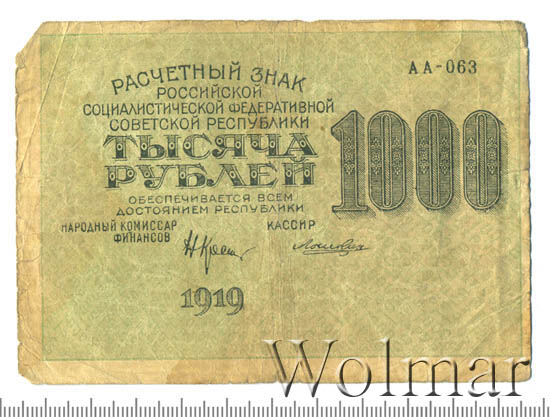 РАСЧЕТНЫЙ ЗНАК
РОССИЙСКОЙ
СОЦИАЛИСТИЧЕСКОЙ ФЕДЕРАТИВНОЙ
СОВЕТСКОЙ РЕСПУБЛИКИ
ТЫСЯЧА
РУБЛЕЙ
ОБЕСПЕЧИВАЕТСЯ ВСЕМ
ДОСТОЯНИЕМ РЕСПУБЛИКИ
НАРОДНЫЙ КОМИССАР
ФИНАНСОВ
КАССИР
1919
АА-063
1000
Wolmar